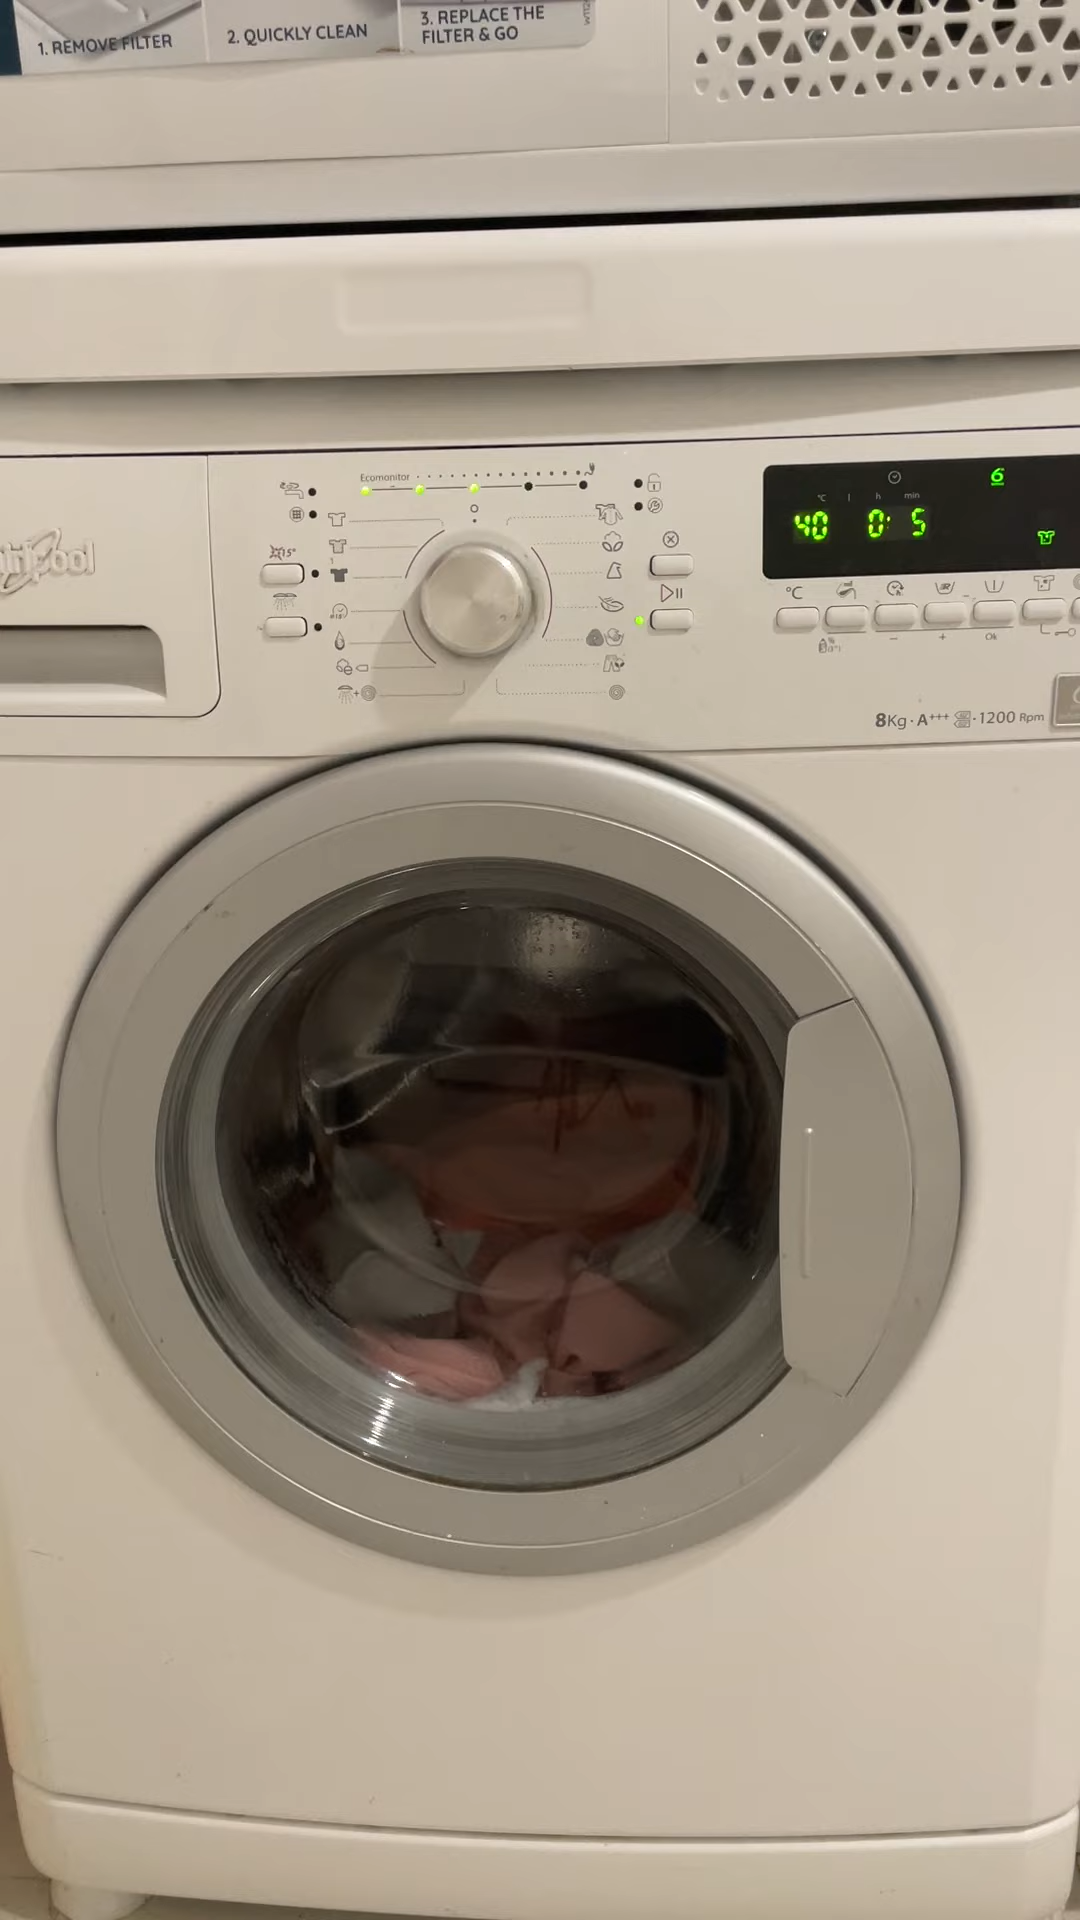 1. REMOVE FILTER
2. QUICKLY CLEAN
3. REPLACE THE
FILTER & GO
Ecomonitor
6
°C
h
min
40
0: 5
15°
°C
Ok
8Kg · A+++ · 1200 Rpm